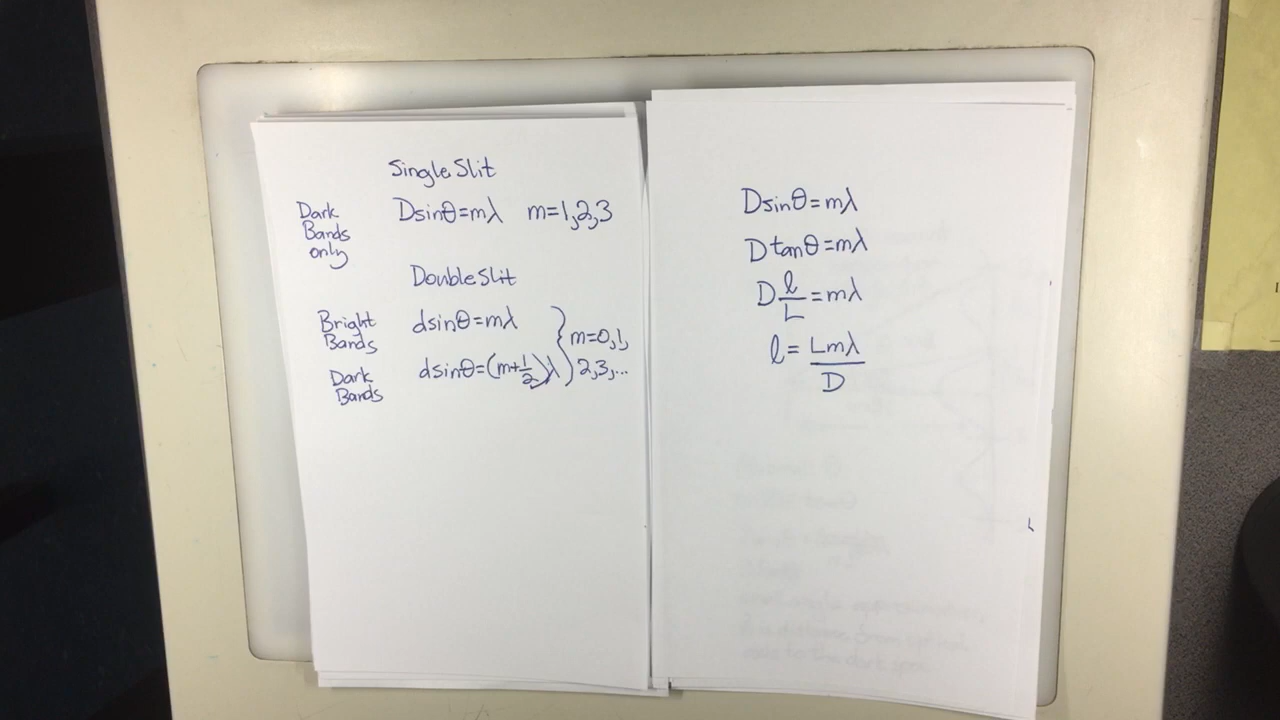 Single Slit
Dark Bands only Dsinθ=mλ m=1,2,3
Double Slit
Bright Bands dsinθ=mλ
m=0,1,
2,3,...
Dark Bands dsinθ=(m+1/2)λ
Dsinθ=mλ
Dtanθ=mλ
D l/L = mλ
l = Lmλ/D